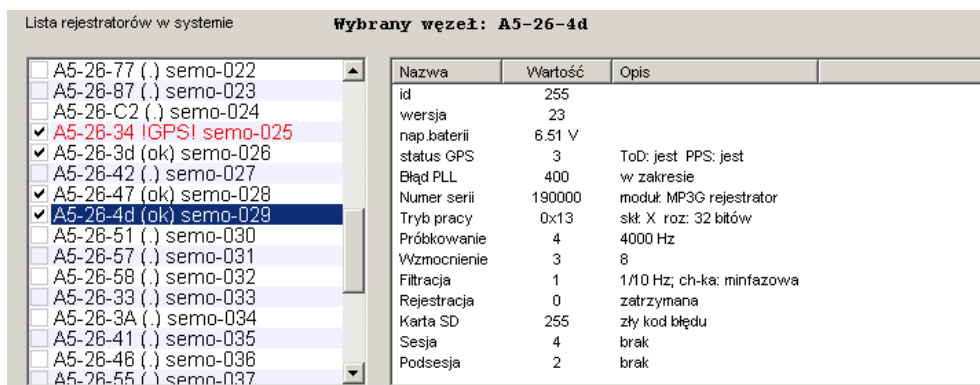 Lista rejestratorów w systemie
Wybrany węzeł: A5-26-4d
A5-26-77 (.) semo-022
A5-26-87 (.) semo-023
A5-26-C2 (.) semo-024
A5-26-34 !GPS! semo-025
A5-26-3d (ok) semo-026
A5-26-42 (.) semo-027
A5-26-47 (ok) semo-028
A5-26-4d (ok) semo-029
A5-26-51 (.) semo-030
A5-26-57 (.) semo-031
A5-26-58 (.) semo-032
A5-26-33 (.) semo-033
A5-26-3A (.) semo-034
A5-26-41 (.) semo-035
A5-26-46 (.) semo-036
A5-26-55 (.) semo-037
Nazwa Wartość Opis
id 255
wersja 23
nap.baterii 6.51 V
status GPS 3 ToD: jest PPS: jest
Błąd PLL 400 w zakresie
Numer serii 190000 moduł: MP3G rejestrator
Tryb pracy 0x13 skł: X roz: 32 bitów
Próbkowanie 4 4000 Hz
Wzmocnienie 3 8
Filtracja 1 1/10 Hz; ch-ka: minfazowa
Rejestracja 0 zatrzymana
Karta SD 255 zły kod błędu
Sesja 4 brak
Podsesja 2 brak